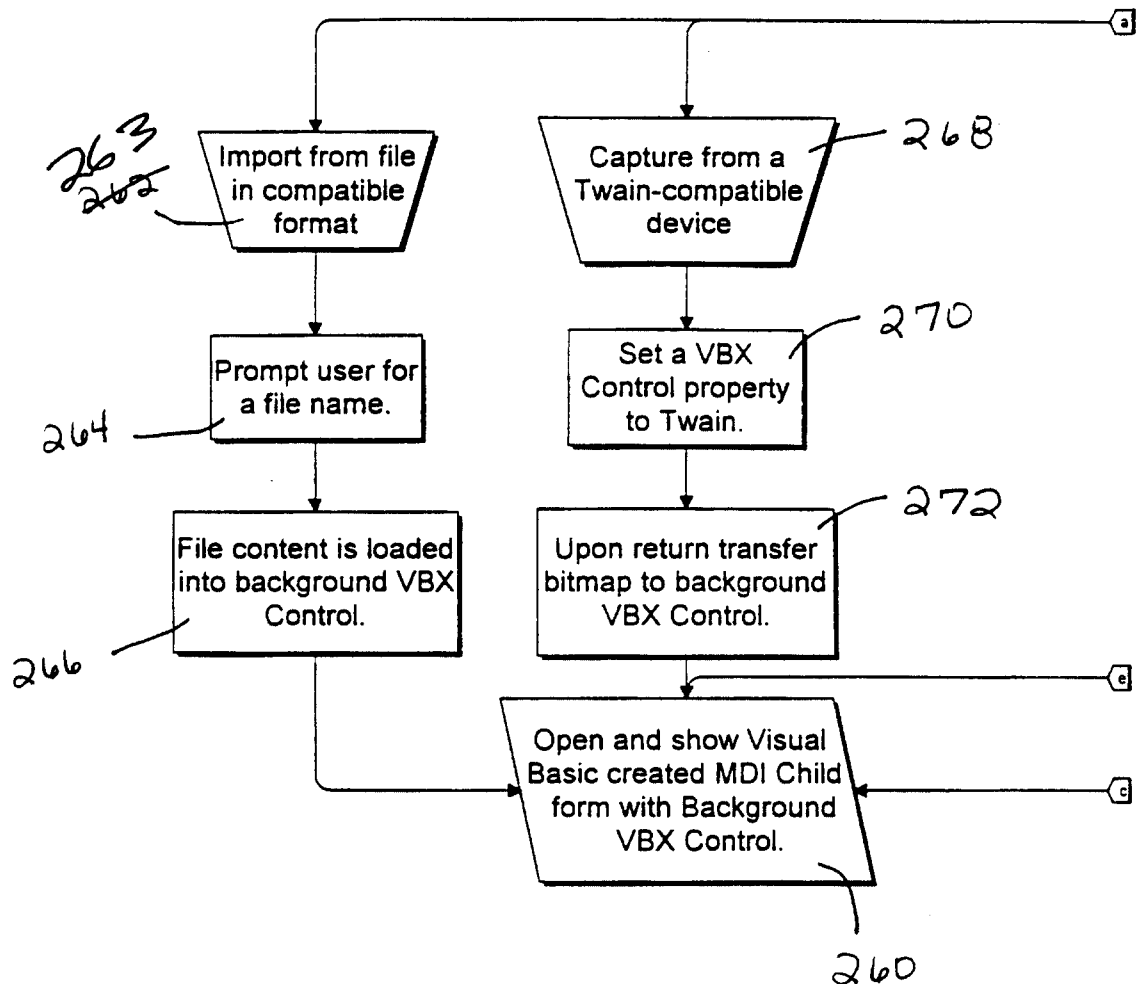 a
263
262
Import from file
in compatible
format
Capture from a
Twain-compatible
device
268
Prompt user for
a file name.
264
Set a VBX
Control property
to Twain.
270
File content is loaded
into background VBX
Control.
266
Upon return transfer
bitmap to background
VBX Control.
272
e
Open and show Visual
Basic created MDI Child
form with Background
VBX Control.
c
260